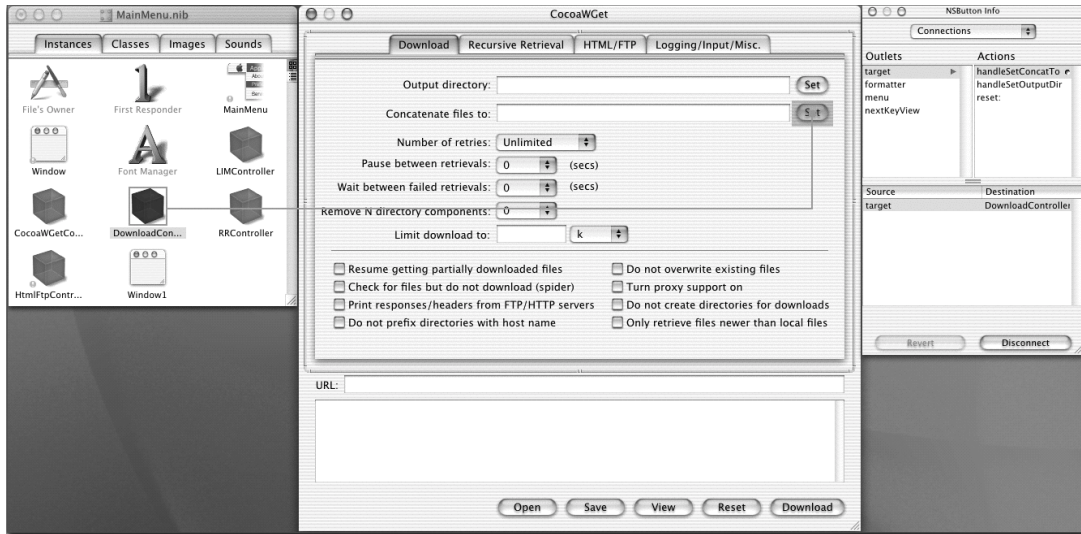 MainMenu.nib
Instances Classes Images Sounds
File's Owner First Responder MainMenu
Window Font Manager LIMController
CocoaWGetCo... DownloadCon... RRController
HtmlFtpContr... Window1
CocoaWGet
Download Recursive Retrieval HTML/FTP Logging/Input/Misc.
Output directory: Set
Concatenate files to: Set
Number of retries: Unlimited
Pause between retrievals: 0 (secs)
Wait between failed retrievals: 0 (secs)
Remove N directory components: 0
Limit download to: k
Resume getting partially downloaded files Do not overwrite existing files
Check for files but do not download (spider) Turn proxy support on
Print responses/headers from FTP/HTTP servers Do not create directories for downloads
Do not prefix directories with host name Only retrieve files newer than local files
URL:
Open Save View Reset Download
NSButton Info
Connections
Outlets Actions
target handleSetConcatTo
formatter handleSetOutputDir
menu reset:
nextKeyView
Source Destination
target DownloadController
Revert Disconnect